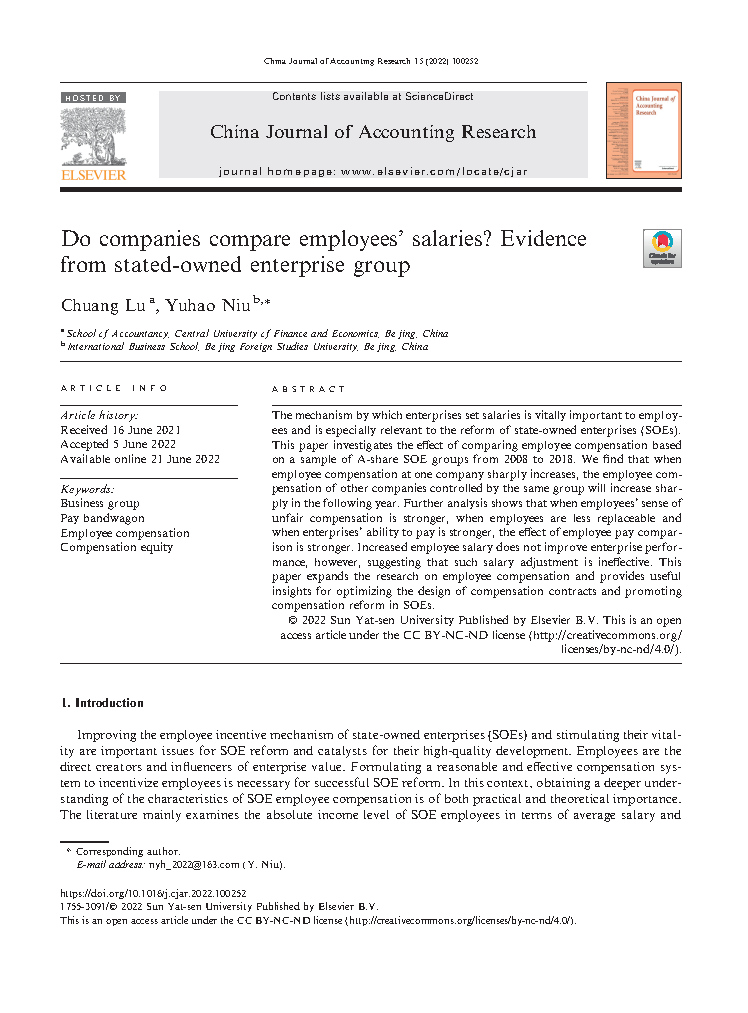 China Journal of Accounting Research 15 (2022) 100252
HOSTED BY
ELSEVIER
Contents lists available at ScienceDirect
China Journal of Accounting Research
journal homepage: www.elsevier.com/locate/cjar
China Journal of
Accounting
Research
Do companies compare employees’ salaries? Evidence
from stated-owned enterprise group
Check for
updates
Chuang Lu a, Yuhao Niu b,*
a School of Accountancy, Central University of Finance and Economics, Beijing, China
b International Business School, Beijing Foreign Studies University, Beijing, China
ARTICLE INFO
Article history:
Received 16 June 2021
Accepted 5 June 2022
Available online 21 June 2022
Keywords:
Business group
Pay bandwagon
Employee compensation
Compensation equity
ABSTRACT
The mechanism by which enterprises set salaries is vitally important to employ-
ees and is especially relevant to the reform of state-owned enterprises (SOEs).
This paper investigates the effect of comparing employee compensation based
on a sample of A-share SOE groups from 2008 to 2018. We find that when
employee compensation at one company sharply increases, the employee com-
pensation of other companies controlled by the same group will increase shar-
ply in the following year. Further analysis shows that when employees’ sense of
unfair compensation is stronger, when employees are less replaceable and
when enterprises’ ability to pay is stronger, the effect of employee pay compar-
ison is stronger. Increased employee salary does not improve enterprise perfor-
mance, however, suggesting that such salary adjustment is ineffective. This
paper expands the research on employee compensation and provides useful
insights for optimizing the design of compensation contracts and promoting
compensation reform in SOEs.
© 2022 Sun Yat-sen University Published by Elsevier B.V. This is an open
access article under the CC BY-NC-ND license (http://creativecommons.org/
licenses/by-nc-nd/4.0/).
1. Introduction
Improving the employee incentive mechanism of state-owned enterprises (SOEs) and stimulating their vital-
ity are important issues for SOE reform and catalysts for their high-quality development. Employees are the
direct creators and influencers of enterprise value. Formulating a reasonable and effective compensation sys-
tem to incentivize employees is necessary for successful SOE reform. In this context, obtaining a deeper under-
standing of the characteristics of SOE employee compensation is of both practical and theoretical importance.
The literature mainly examines the absolute income level of SOE employees in terms of average salary and
* Corresponding author.
E-mail address: nyh_2022@163.com (Y. Niu).
https://doi.org/10.1016/j.cjar.2022.100252
1755-3091/© 2022 Sun Yat-sen University Published by Elsevier B.V.
This is an open access article under the CC BY-NC-ND license (http://creativecommons.org/licenses/by-nc-nd/4.0/).